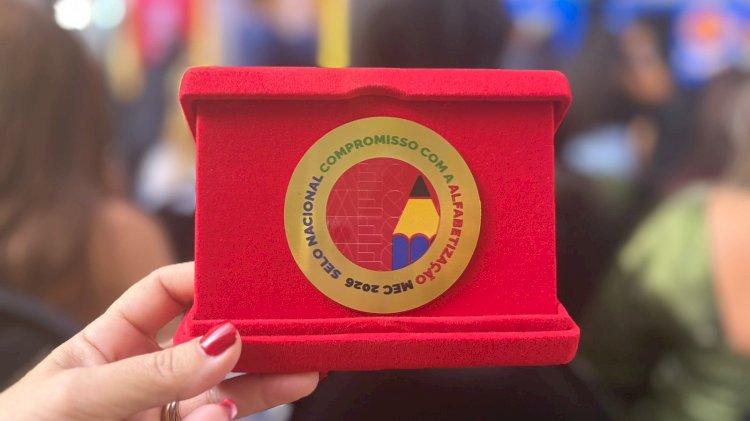 SELO NACIONAL COMPROMISSO COM A ALFABETIZAÇÃO MEC 2026